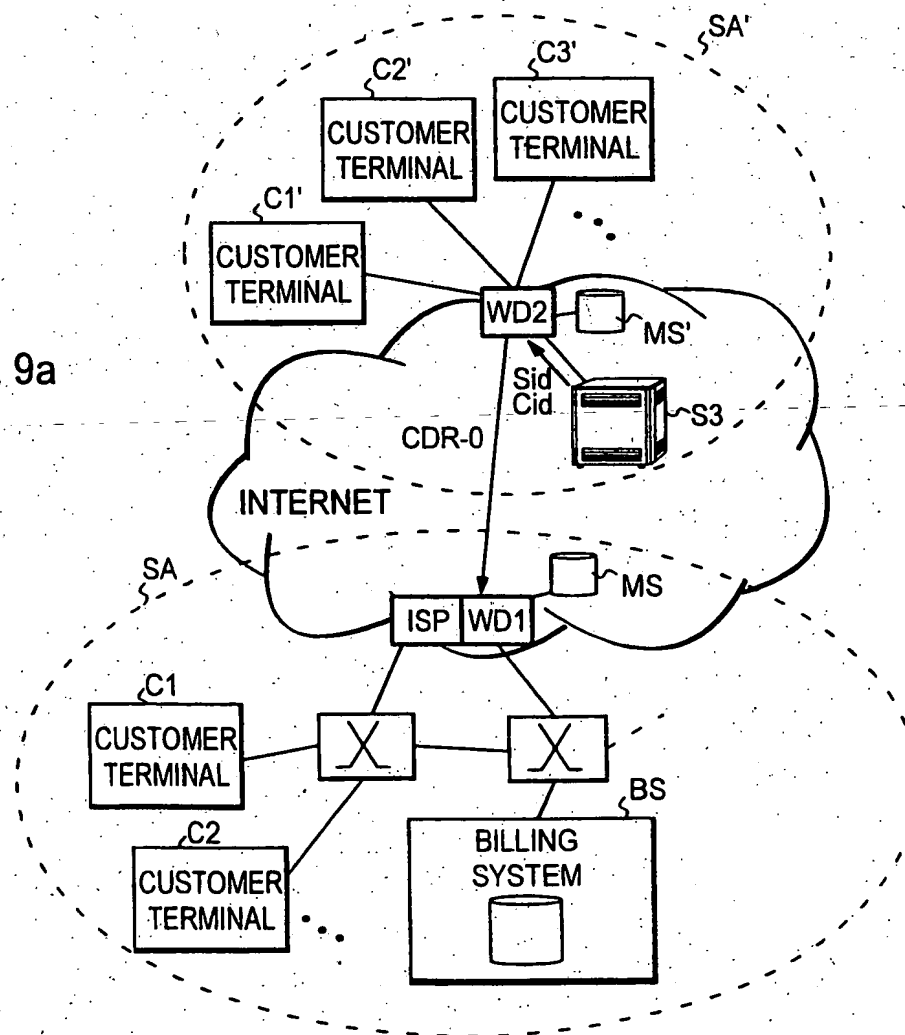 SA'
C3'
CUSTOMER
TERMINAL
C2'
CUSTOMER
TERMINAL
C1'
CUSTOMER
TERMINAL
WD2
MS'
9a
Sid
Cid
S3
CDR-0
INTERNET
SA
MS
ISP
WD1
C1
CUSTOMER
TERMINAL
BS
C2
CUSTOMER
TERMINAL
BILLING
SYSTEM